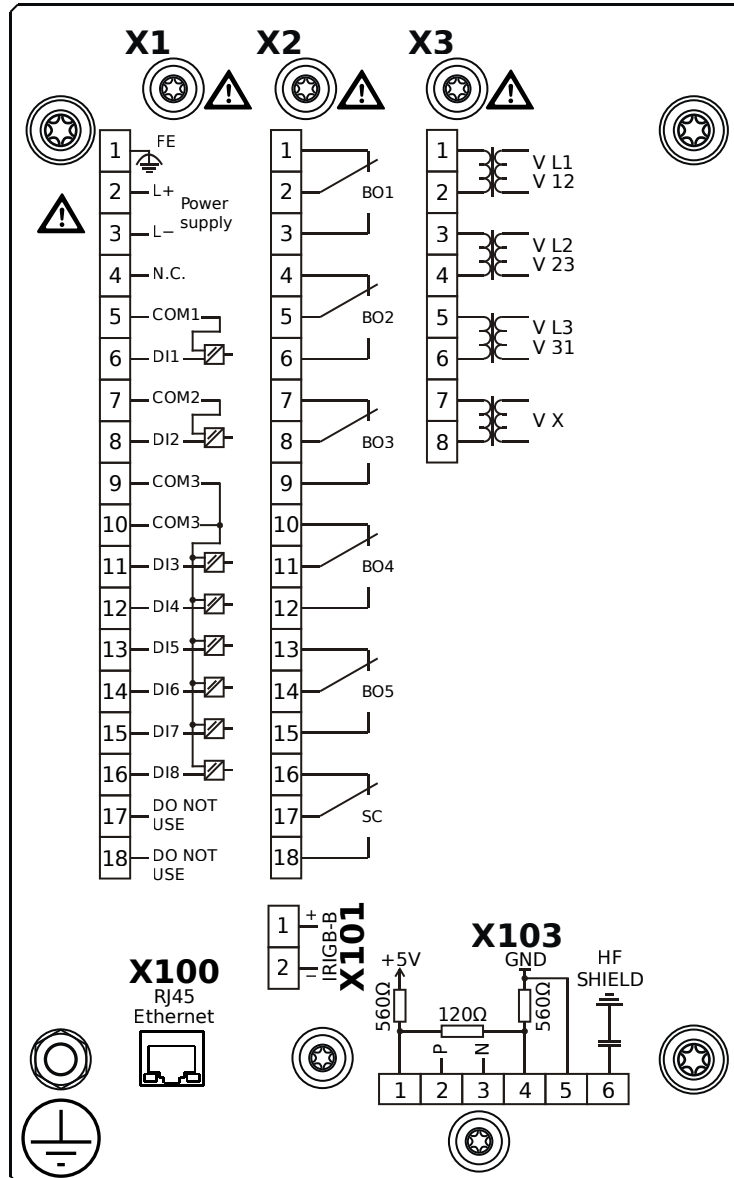 X1
X2
X3
1
FE
2
L+
Power
supply
3
L−
4
N.C.
5
COM1
6
DI1
7
COM2
8
DI2
9
COM3
10
COM3
11
DI3
12
DI4
13
DI5
14
DI6
15
DI7
16
DI8
17
DO NOT
USE
18
DO NOT
USE
1
2
BO1
3
4
5
BO2
6
7
8
BO3
9
10
11
BO4
12
13
14
BO5
15
16
17
SC
18
1
V L1
2
V 12
3
V L2
4
V 23
5
V L3
6
V 31
7
V X
8
1 +
2 −
IRIGB-B
X101
X100
RJ45
Ethernet
X103
+5V
GND
HF
SHIELD
560Ω
120Ω
560Ω
P
N
1 2 3 4 5 6